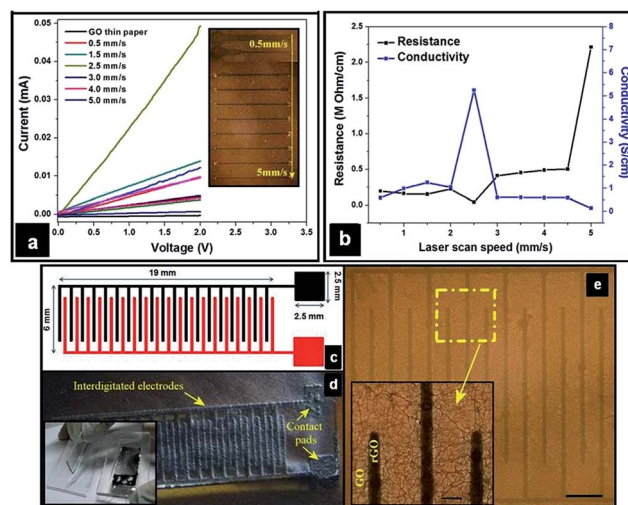 GO thin paper
0.5 mm/s
1.5 mm/s
2.5 mm/s
3.0 mm/s
4.0 mm/s
5.0 mm/s
0.5mm/s
5mm/s
0.05
0.04
0.03
0.02
0.01
0.00
Current (mA)
0.0 0.5 1.0 1.5 2.0 2.5 3.0 3.5
Voltage (V)
a
Resistance
Conductivity
2.5
2.0
1.5
1.0
0.5
0.0
Resistance (M Ohm/cm)
8
7
6
5
4
3
2
1
0
Conductivity (S/cm)
1 2 3 4 5
Laser scan speed (mm/s)
b
19 mm
6 mm
2.5 mm
2.5 mm
c
Interdigitated electrodes
Contact
pads
d
e
GO
rGO